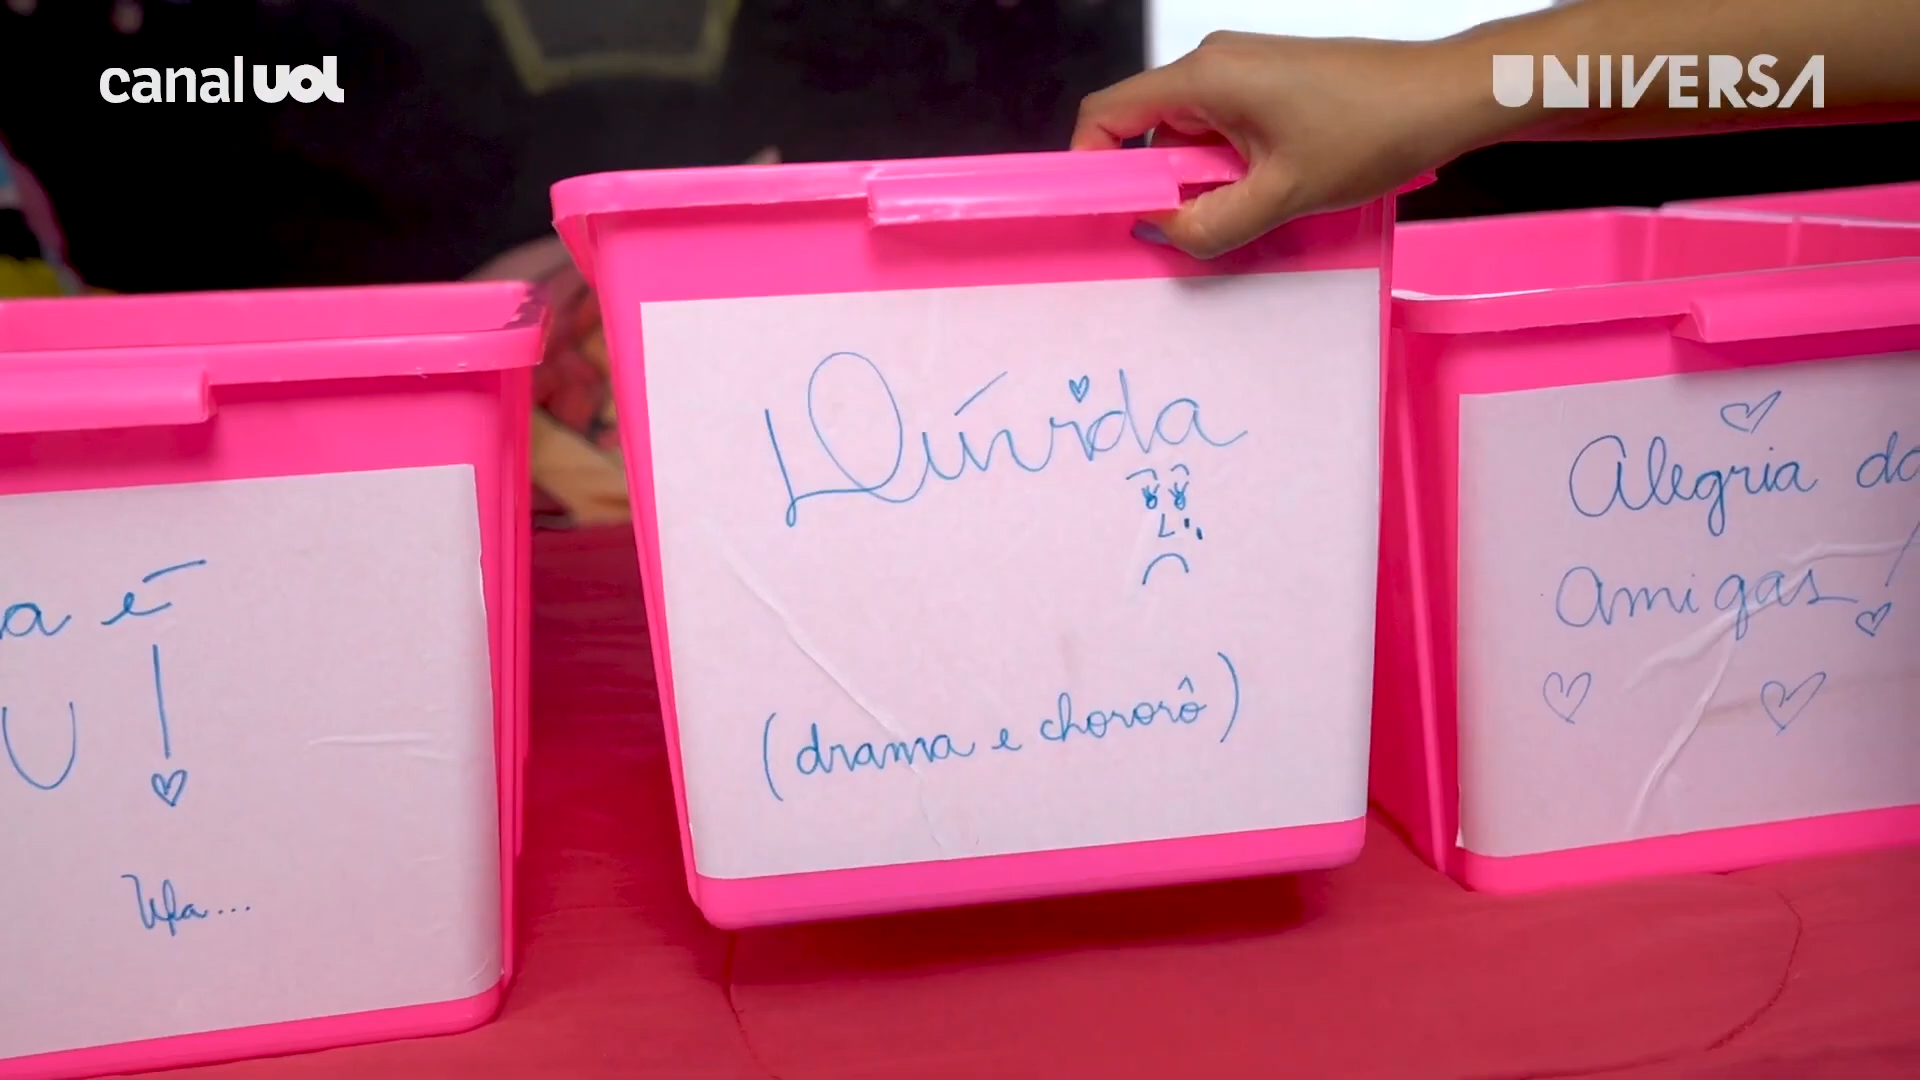 canal UOL
UNIVERSA
Dúvida
(drama e chororô)
Alegria da
amigas!
a é
U!
Ufa...